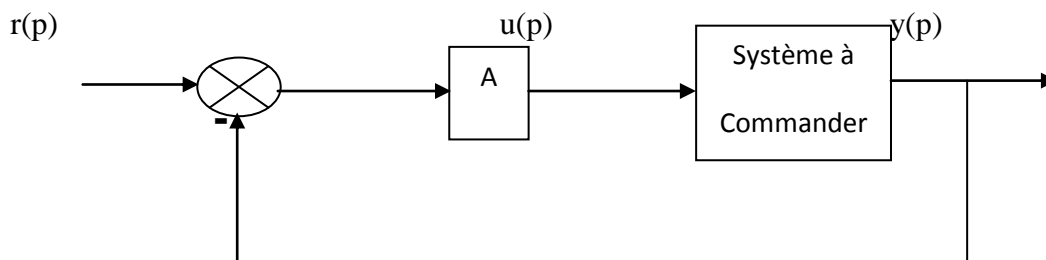 r(p)
u(p)
y(p)
A
Système à
Commander
-